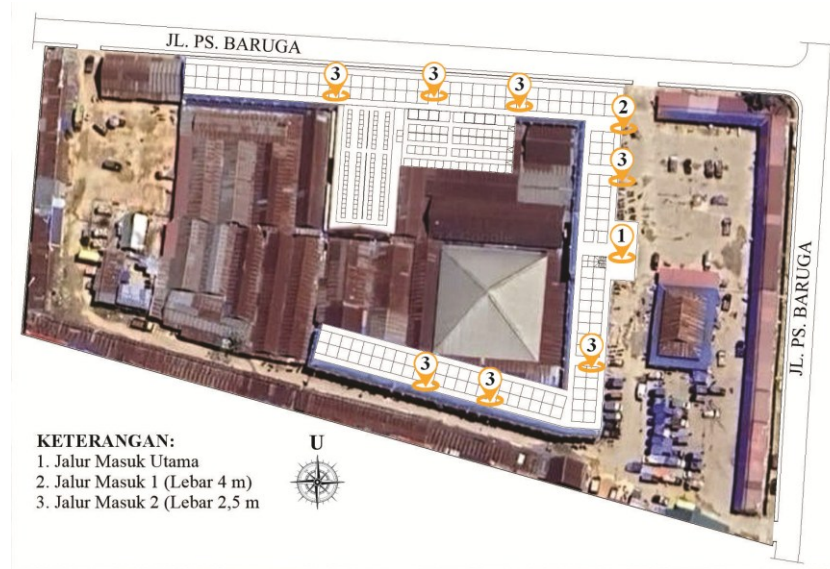 JL. PS. BARUGA
3
3
3
2
3
1
3
3
3
JL. PS. BARUGA
KETERANGAN:
1. Jalur Masuk Utama
2. Jalur Masuk 1 (Lebar 4 m)
3. Jalur Masuk 2 (Lebar 2,5 m
U